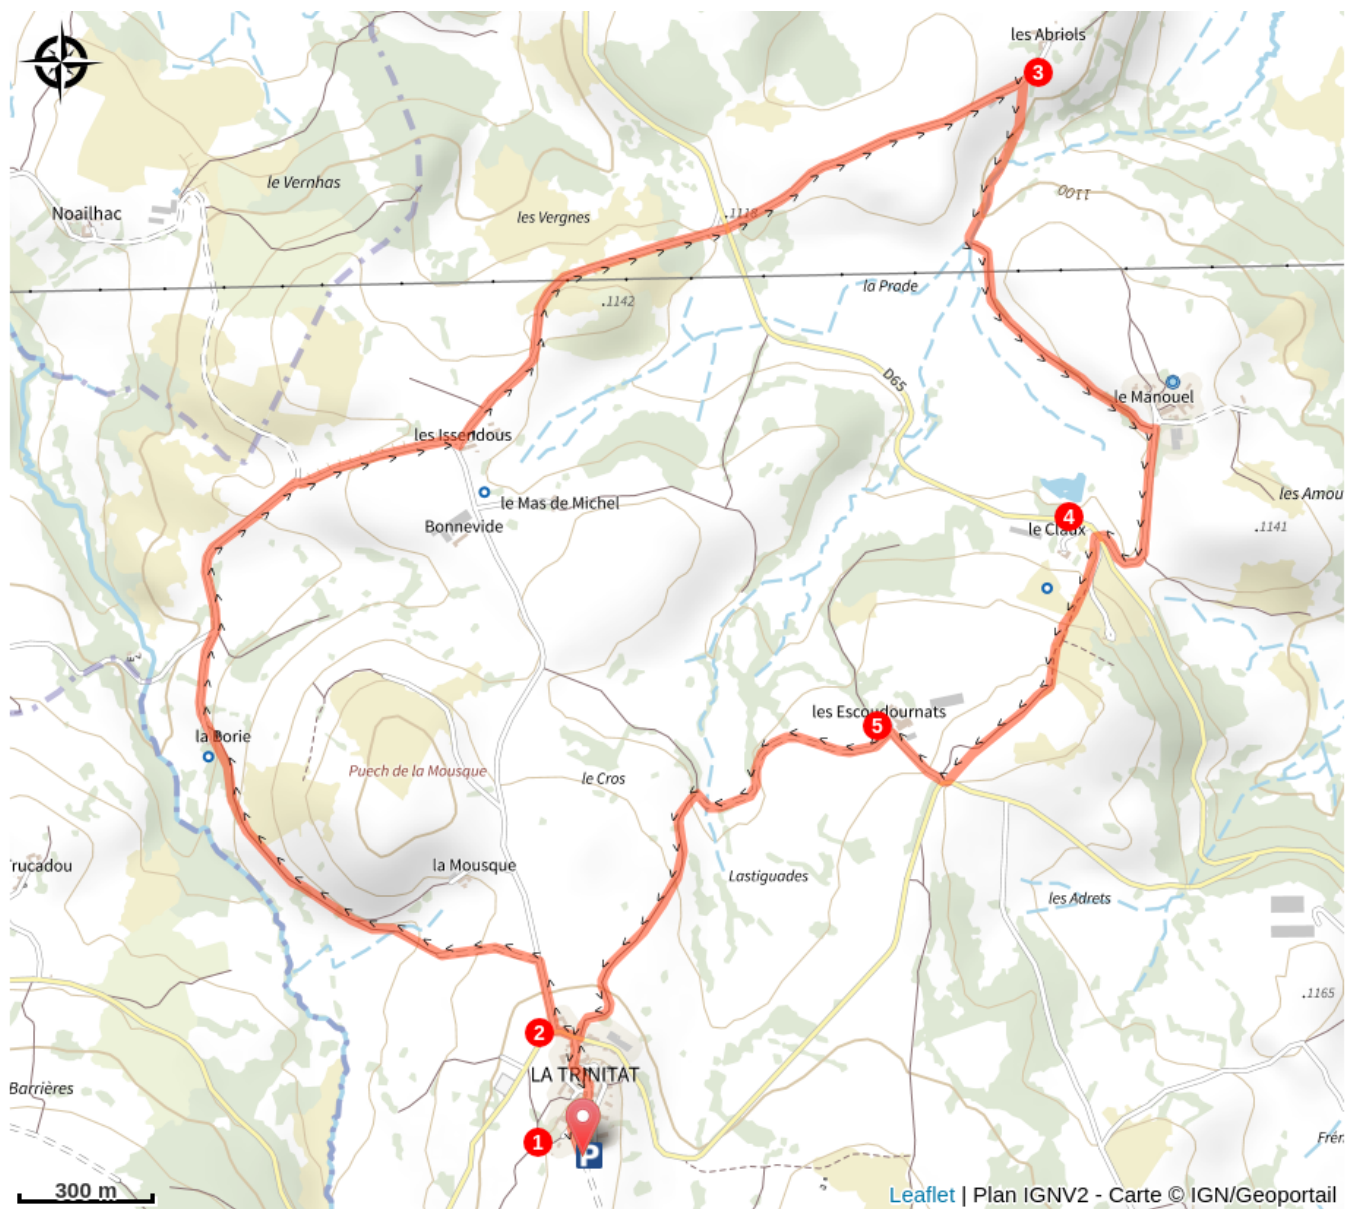 les Abriols
3
le Vernhas
1100
Noailhac
les Vergnes
.1118
la Prade
.1142
D65
le Manouel
les Issendous
le Mas de Michel
les Amou
4
Bonnevide
le Claux
.1141
les Escoudournats
5
la Borie
Puech de la Mousque
le Cros
rucadou
la Mousque
Lastiguades
les Adrets
.1165
2
LA TRINITAT
Barrières
1
P
Frér
300 m
Leaflet | Plan IGNV2 - Carte © IGN/Geoportail